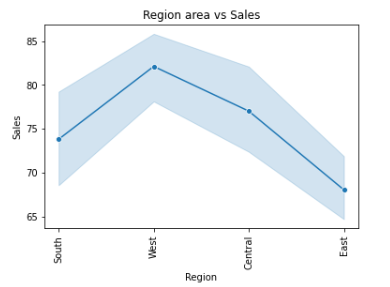 Region area vs Sales
85
80
75
70
65
Sales
South
West
Central
East
Region